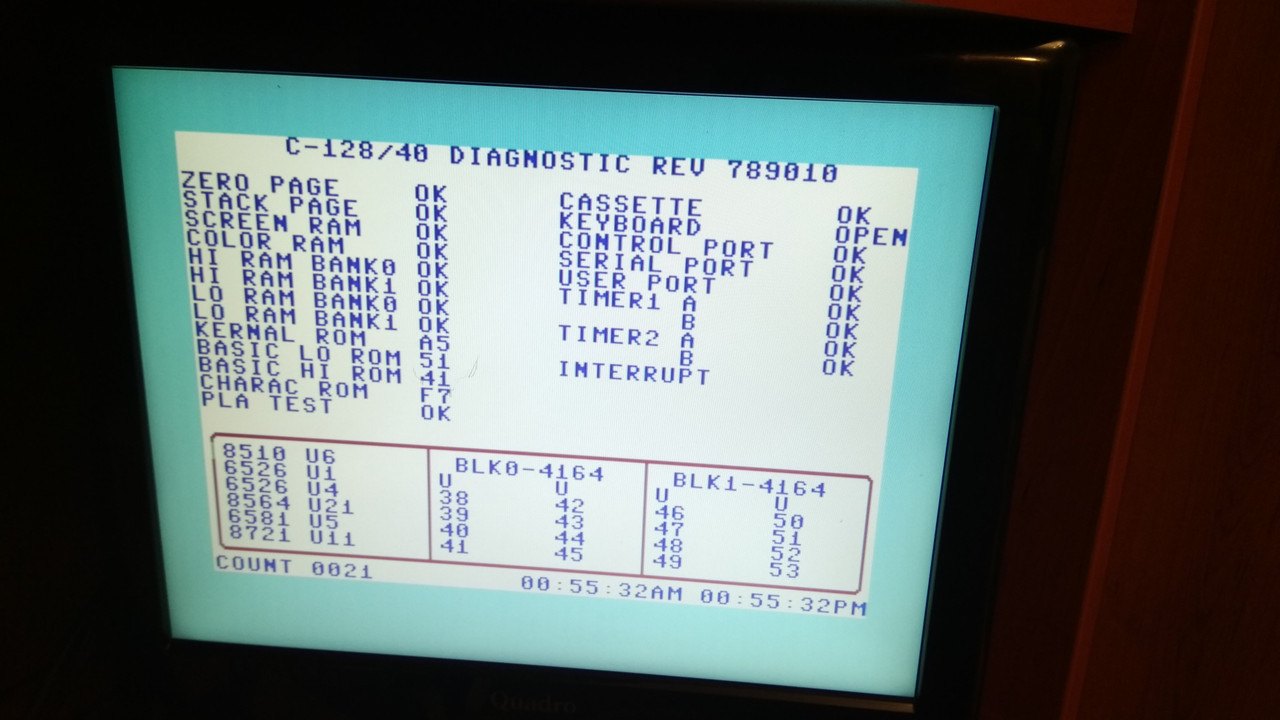 C-128/40 DIAGNOSTIC REV 789010
ZERO PAGE OK
STACK PAGE OK
SCREEN RAM OK
COLOR RAM OK
HI RAM BANK0 OK
HI RAM BANK1 OK
LO RAM BANK0 OK
LO RAM BANK1 OK
KERNAL ROM A5
BASIC LO ROM 51
BASIC HI ROM 41
CHARAC ROM F7
PLA TEST OK
CASSETTE OK
KEYBOARD OPEN
CONTROL PORT OK
SERIAL PORT OK
USER PORT OK
TIMER1 A OK
B OK
TIMER2 A OK
B OK
INTERRUPT OK
8510 U6
6526 U1
6526 U4
8564 U21
6581 U5
8721 U11
BLK0-4164
U U
38 42
39 43
40 44
41 45
BLK1-4164
U U
46 50
47 51
48 52
49 53
COUNT 0021 00:55:32AM 00:55:32PM
Quadro